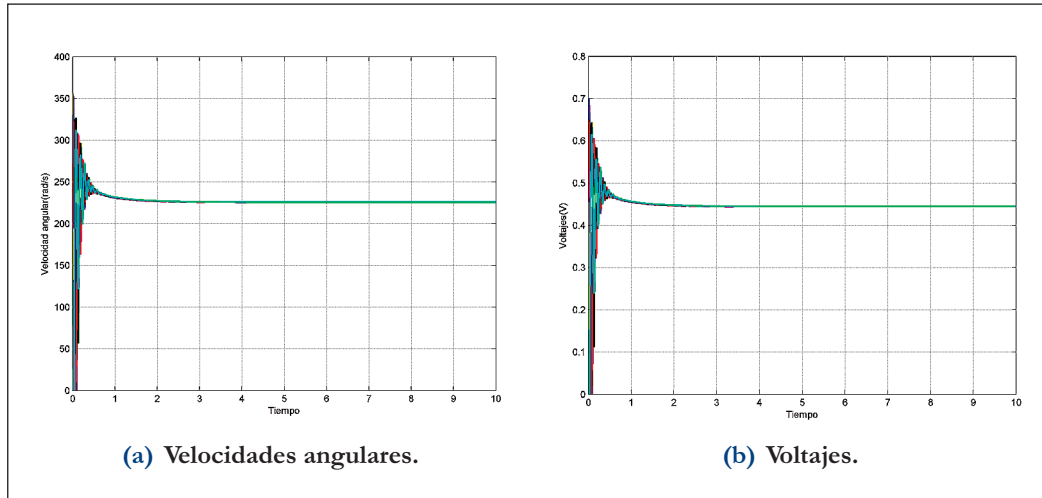 400
350
300
250
200
150
100
50
0
Velocidad angular(rad/s)
0 1 2 3 4 5 6 7 8 9 10
Tiempo
(a) Velocidades angulares.
0.8
0.7
0.6
0.5
0.4
0.3
0.2
0.1
0
Voltajes(V)
0 1 2 3 4 5 6 7 8 9 10
Tiempo
(b) Voltajes.